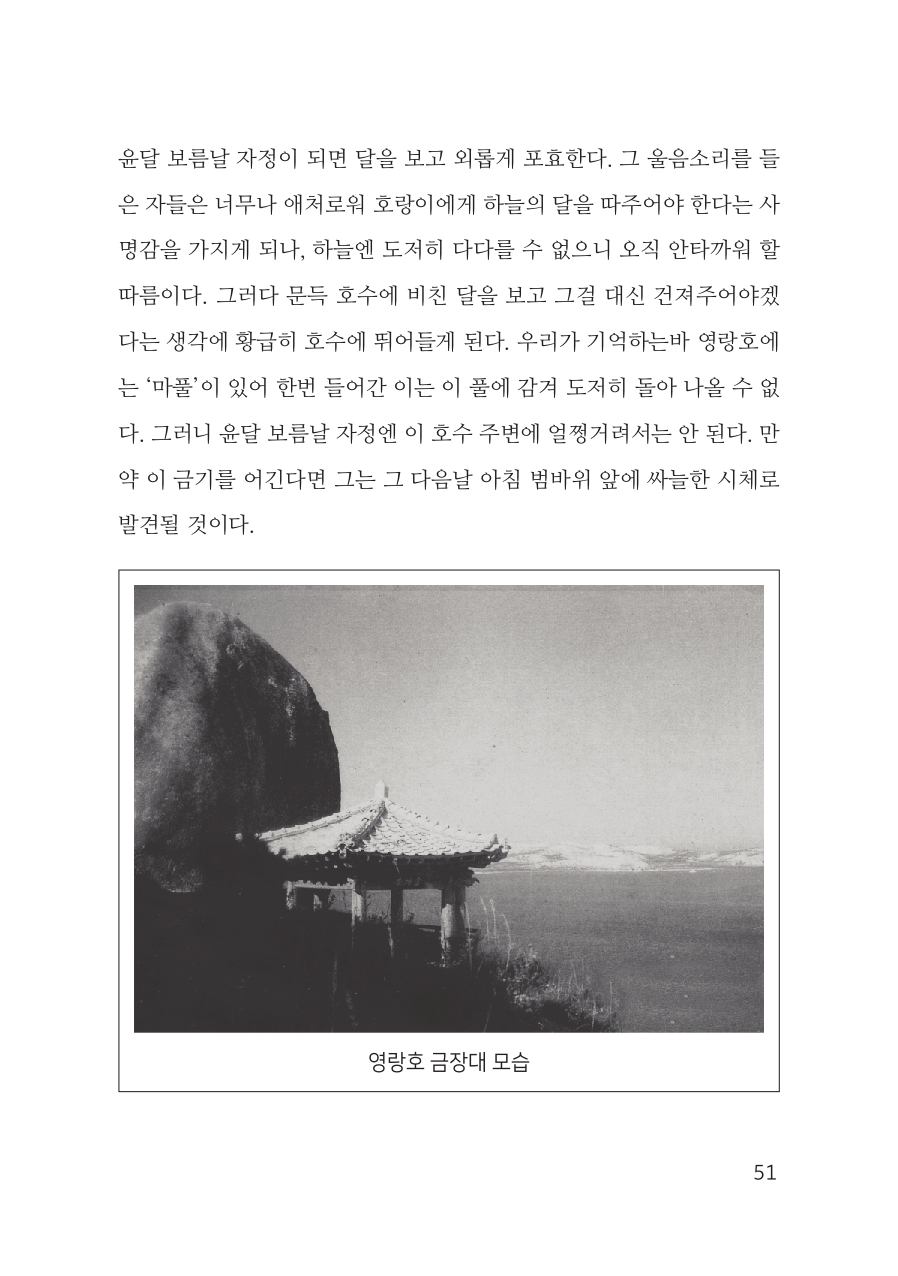 윤달 보름날 자정이 되면 달을 보고 외롭게 포효한다. 그 울음소리를 들
은 자들은 너무나 애처로워 호랑이에게 하늘의 달을 따주어야 한다는 사
명감을 가지게 되나, 하늘엔 도저히 다다를 수 없으니 오직 안타까워 할
따름이다. 그러다 문득 호수에 비친 달을 보고 그걸 대신 건져주어야겠
다는 생각에 황급히 호수에 뛰어들게 된다. 우리가 기억하는바 영랑호에
는 ‘마풀’이 있어 한번 들어간 이는 이 풀에 감겨 도저히 돌아 나올 수 없
다. 그러니 윤달 보름날 자정엔 이 호수 주변에 얼쩡거려서는 안 된다. 만
약 이 금기를 어긴다면 그는 그 다음날 아침 범바위 앞에 싸늘한 시체로
발견될 것이다.
영랑호 금장대 모습
51